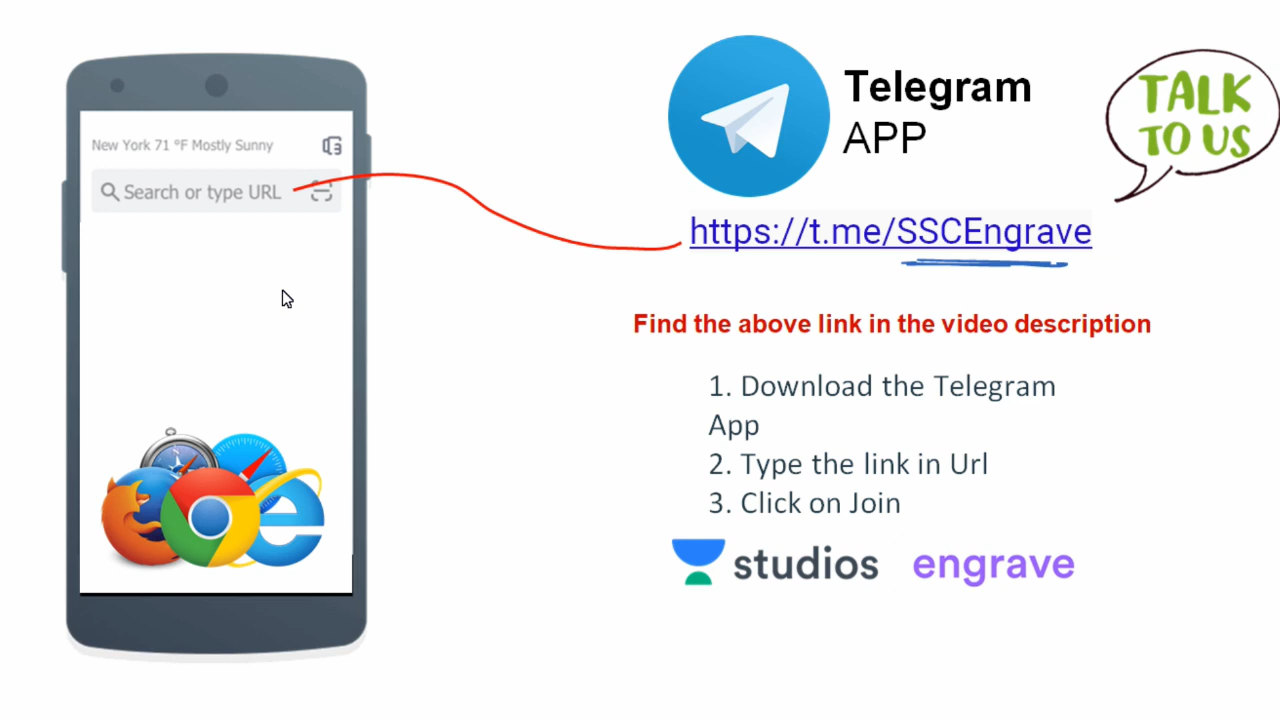 New York 71 °F Mostly Sunny
Search or type URL
Telegram
APP
TALK
TO US
https://t.me/SSCEngrave
Find the above link in the video description
1. Download the Telegram
App
2. Type the link in Url
3. Click on Join
studios engrave